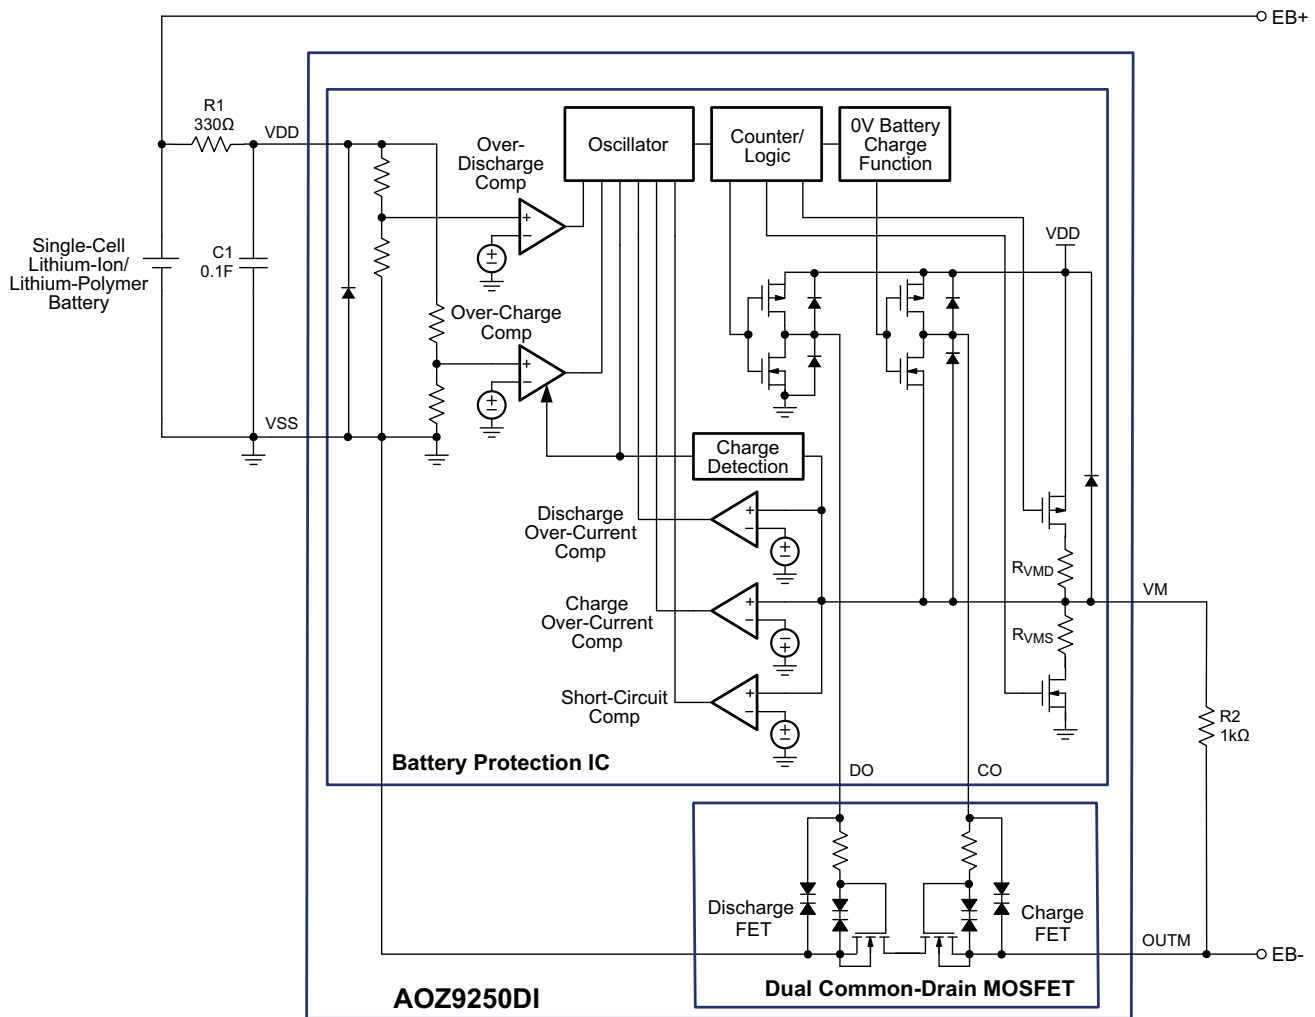 EB+
R1
330Ω
VDD
Over-
Discharge
Comp
Oscillator
Counter/
Logic
0V Battery
Charge
Function
+
−
VDD
Single-Cell
Lithium-Ion/
Lithium-Polymer
Battery
C1
0.1F
Over-Charge
Comp
+
−
VSS
Charge
Detection
Discharge
Over-Current
Comp
+
−
RVMD
Charge
Over-Current
Comp
+
−
VM
RVMS
Short-Circuit
Comp
+
−
R2
1kΩ
Battery Protection IC
DO
CO
Discharge
FET
Charge
FET
OUTM
EB-
Dual Common-Drain MOSFET
AOZ9250DI